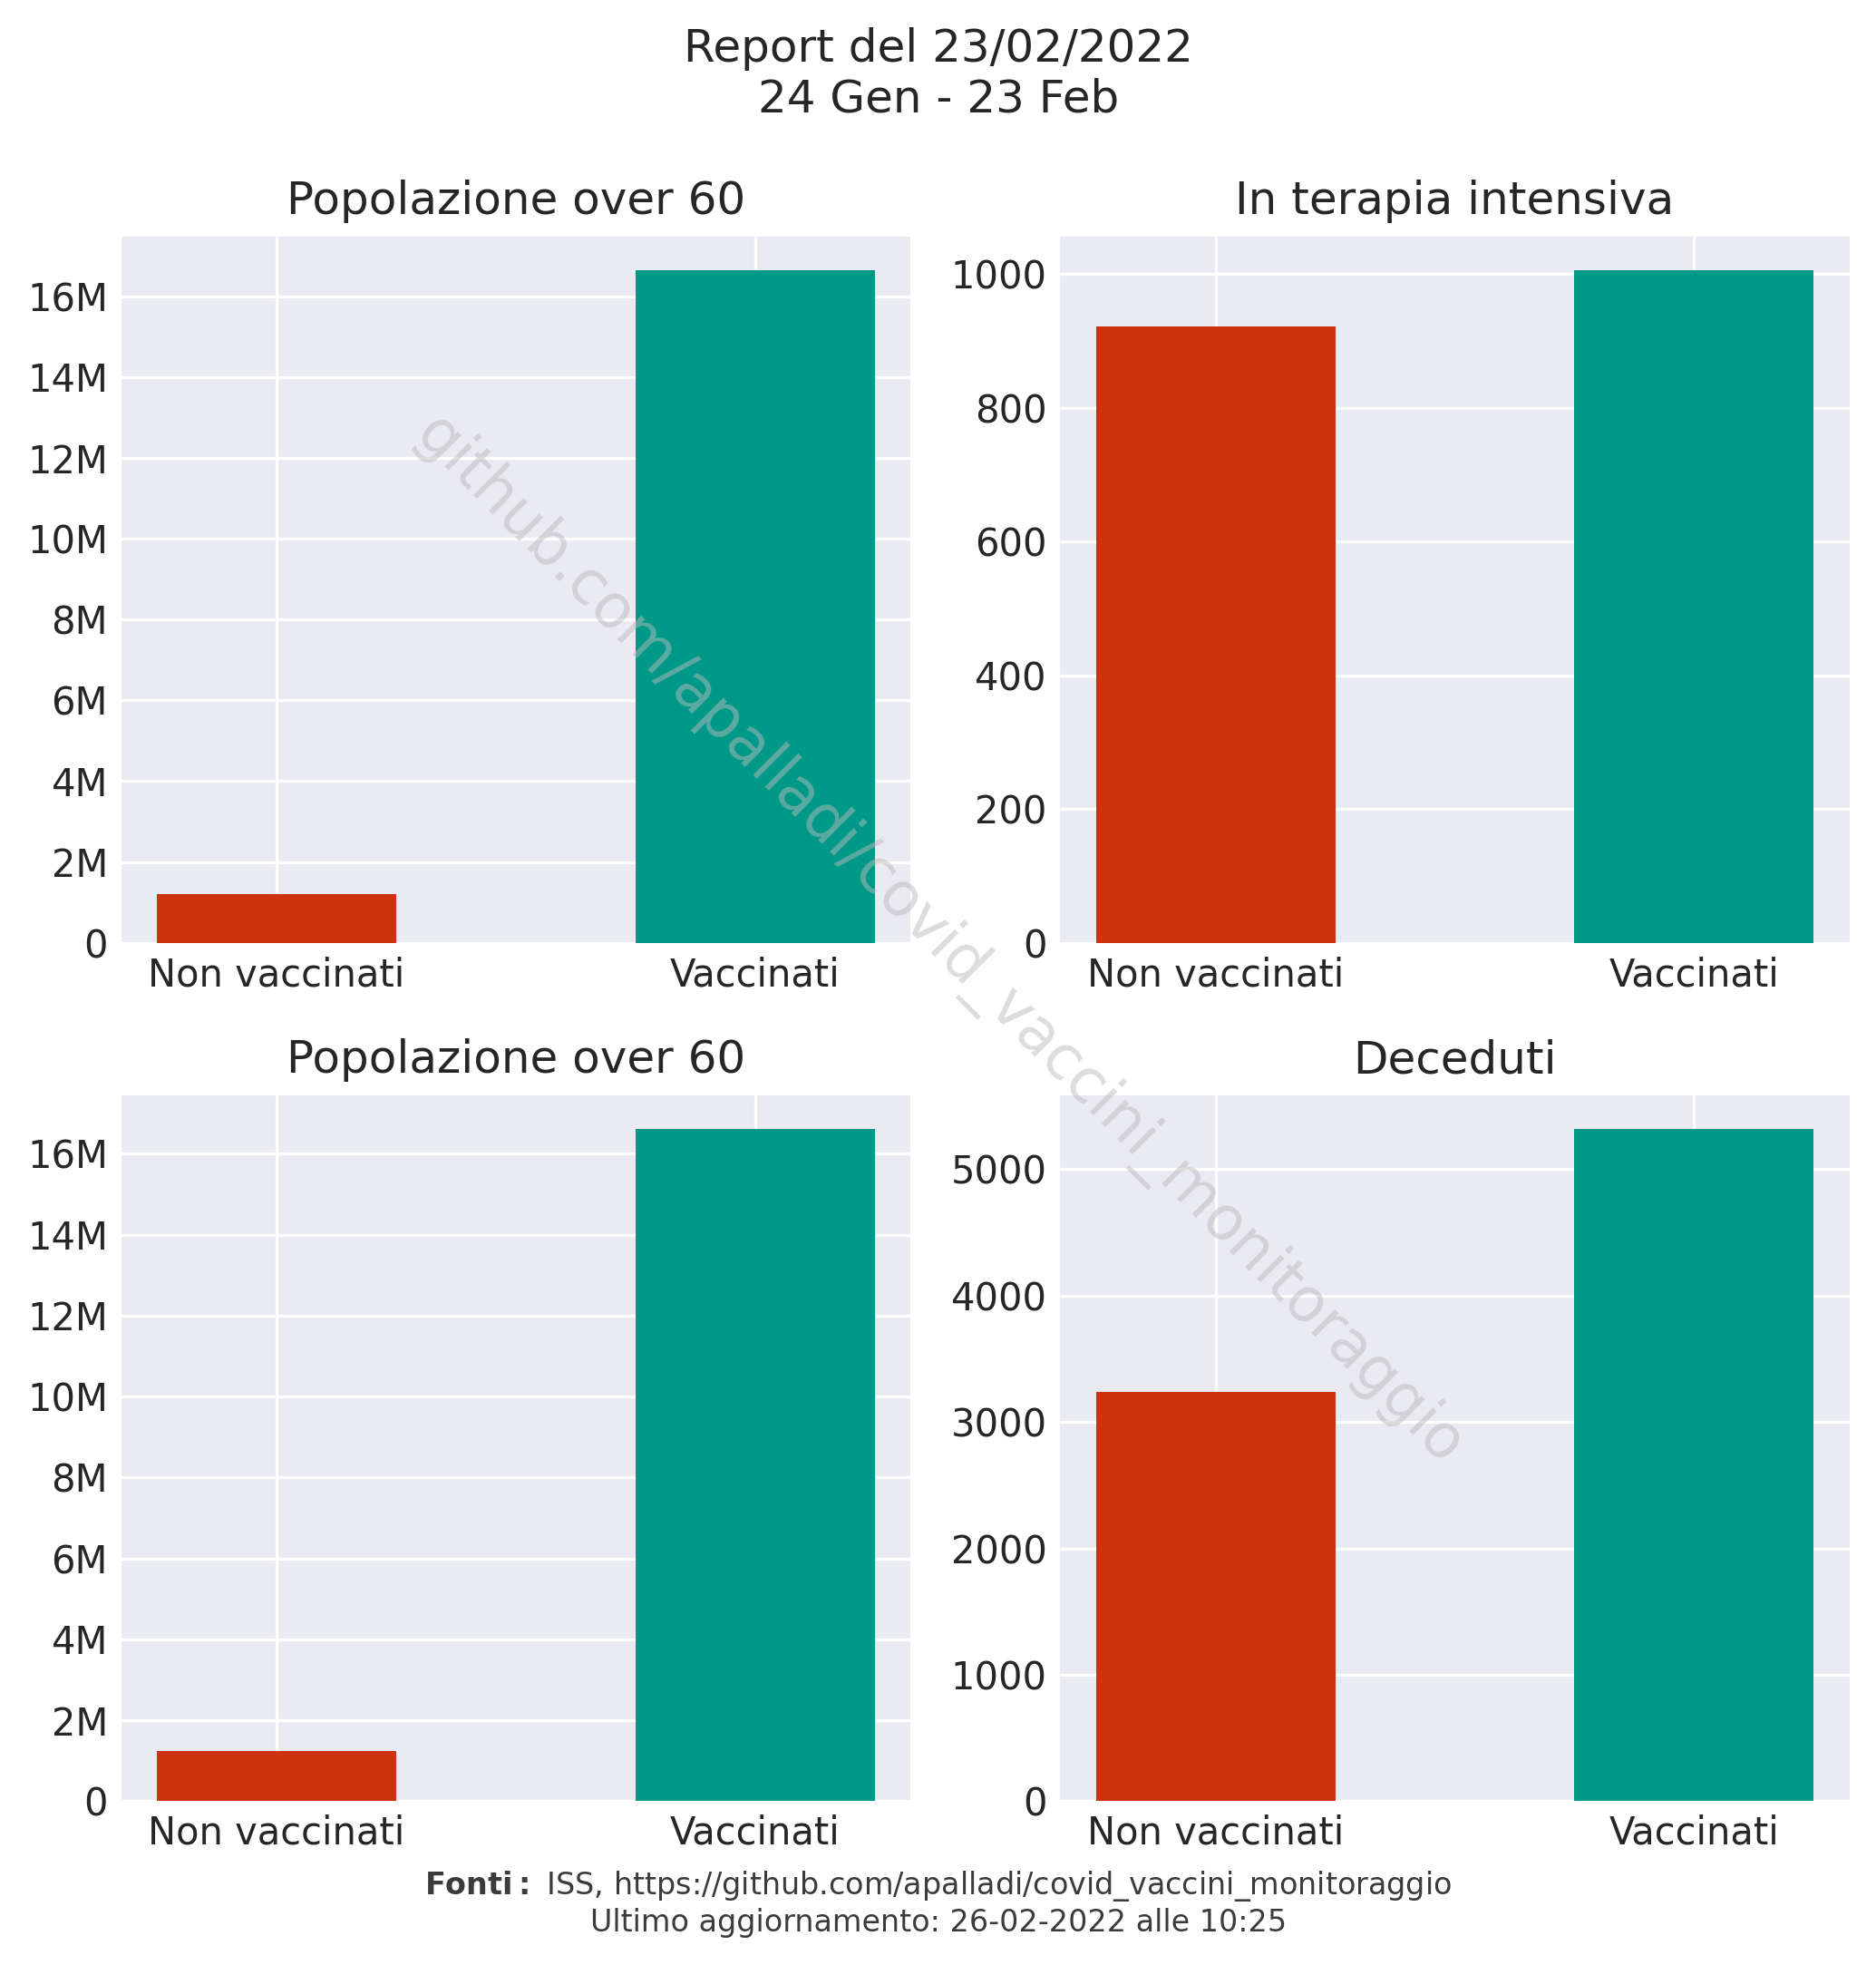 Report del 23/02/2022
24 Gen - 23 Feb
Popolazione over 60
16M
14M
12M
10M
8M
6M
4M
2M
0
Non vaccinati
Vaccinati
In terapia intensiva
1000
800
600
400
200
0
Non vaccinati
Vaccinati
Popolazione over 60
16M
14M
12M
10M
8M
6M
4M
2M
0
Non vaccinati
Vaccinati
Deceduti
5000
4000
3000
2000
1000
0
Non vaccinati
Vaccinati
github.com/apalladi/covid_vaccini_monitoraggio
Fonti: ISS, https://github.com/apalladi/covid_vaccini_monitoraggio
Ultimo aggiornamento: 26-02-2022 alle 10:25